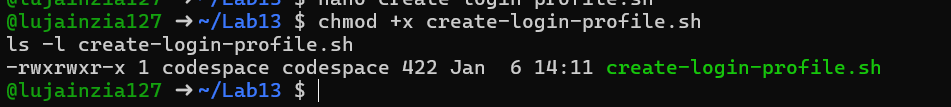 @lujainzia127 ➜ ~/Lab13 $ nano create-login-profile.sh
@lujainzia127 ➜ ~/Lab13 $ chmod +x create-login-profile.sh
ls -l create-login-profile.sh
-rwxrwxr-x 1 codespace codespace 422 Jan  6 14:11 create-login-profile.sh
@lujainzia127 ➜ ~/Lab13 $